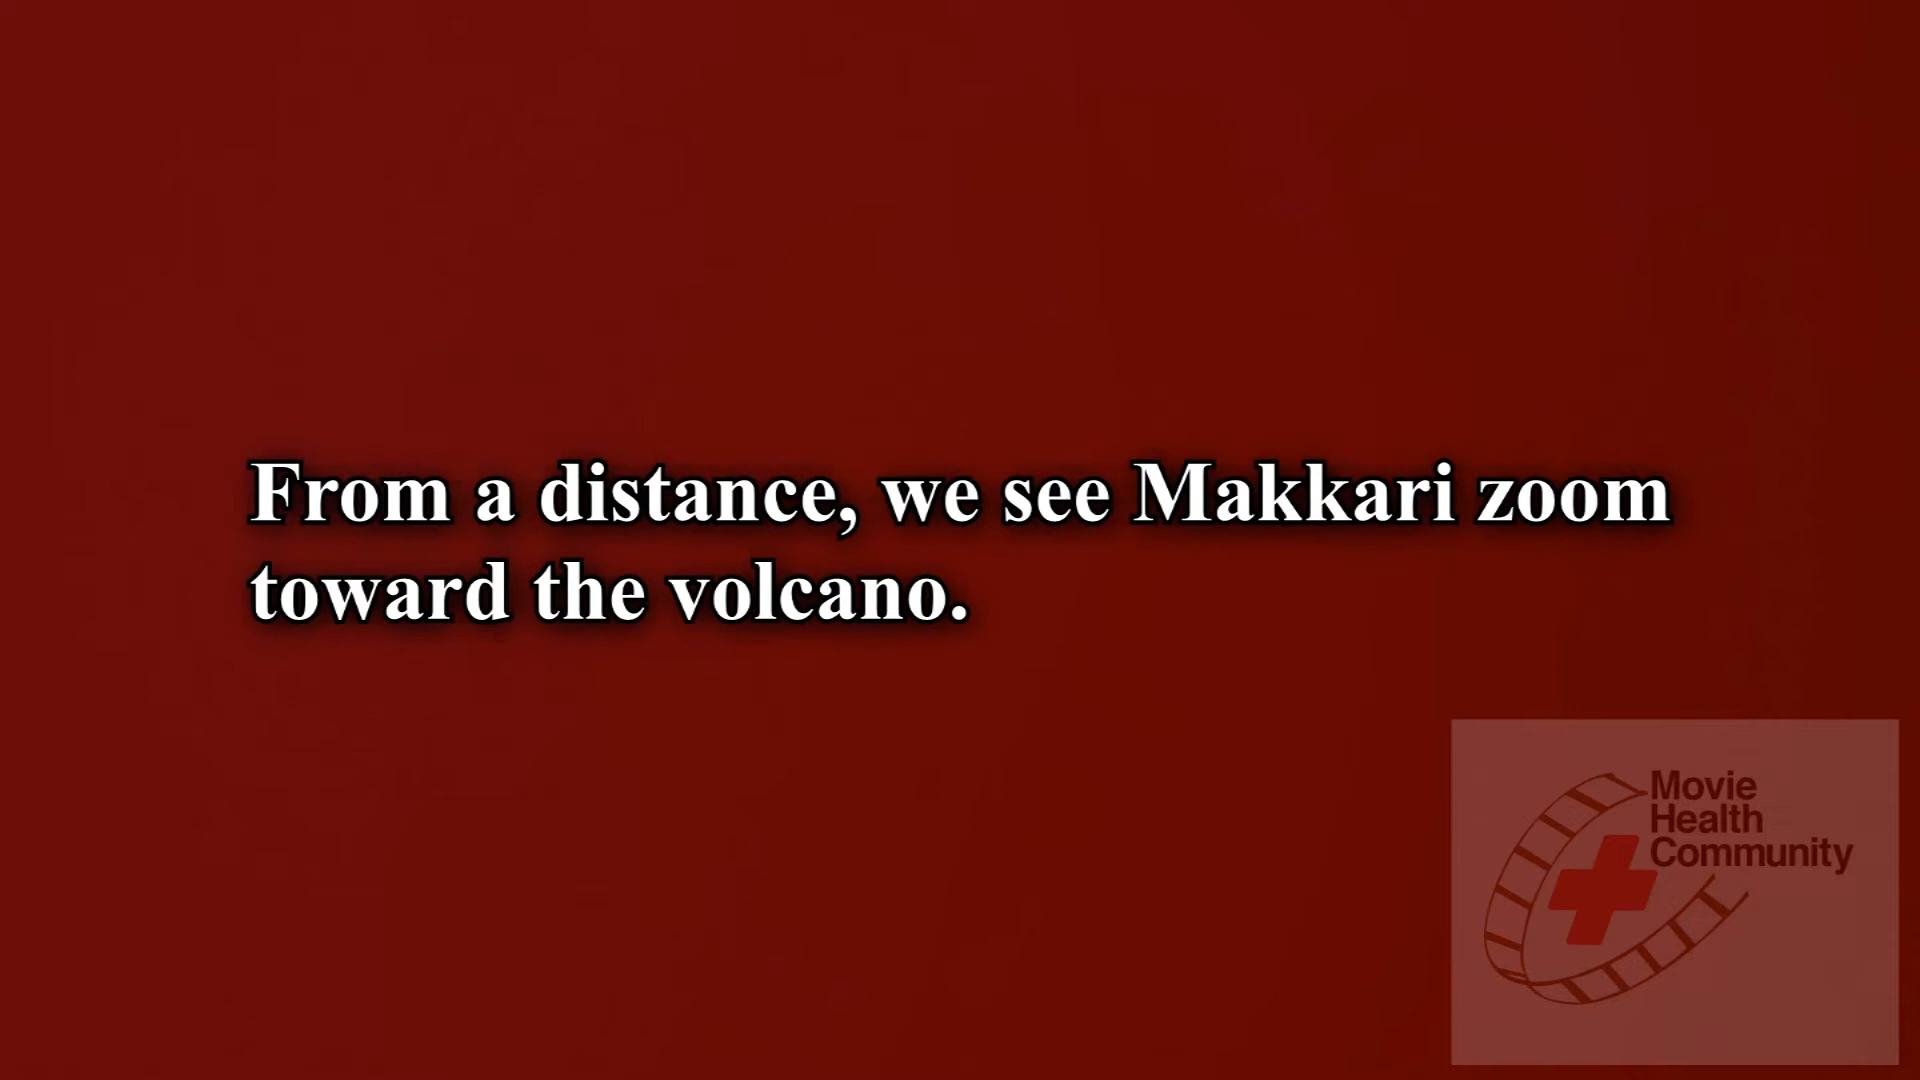 From a distance, we see Makkari zoom
toward the volcano.
Movie
Health
Community